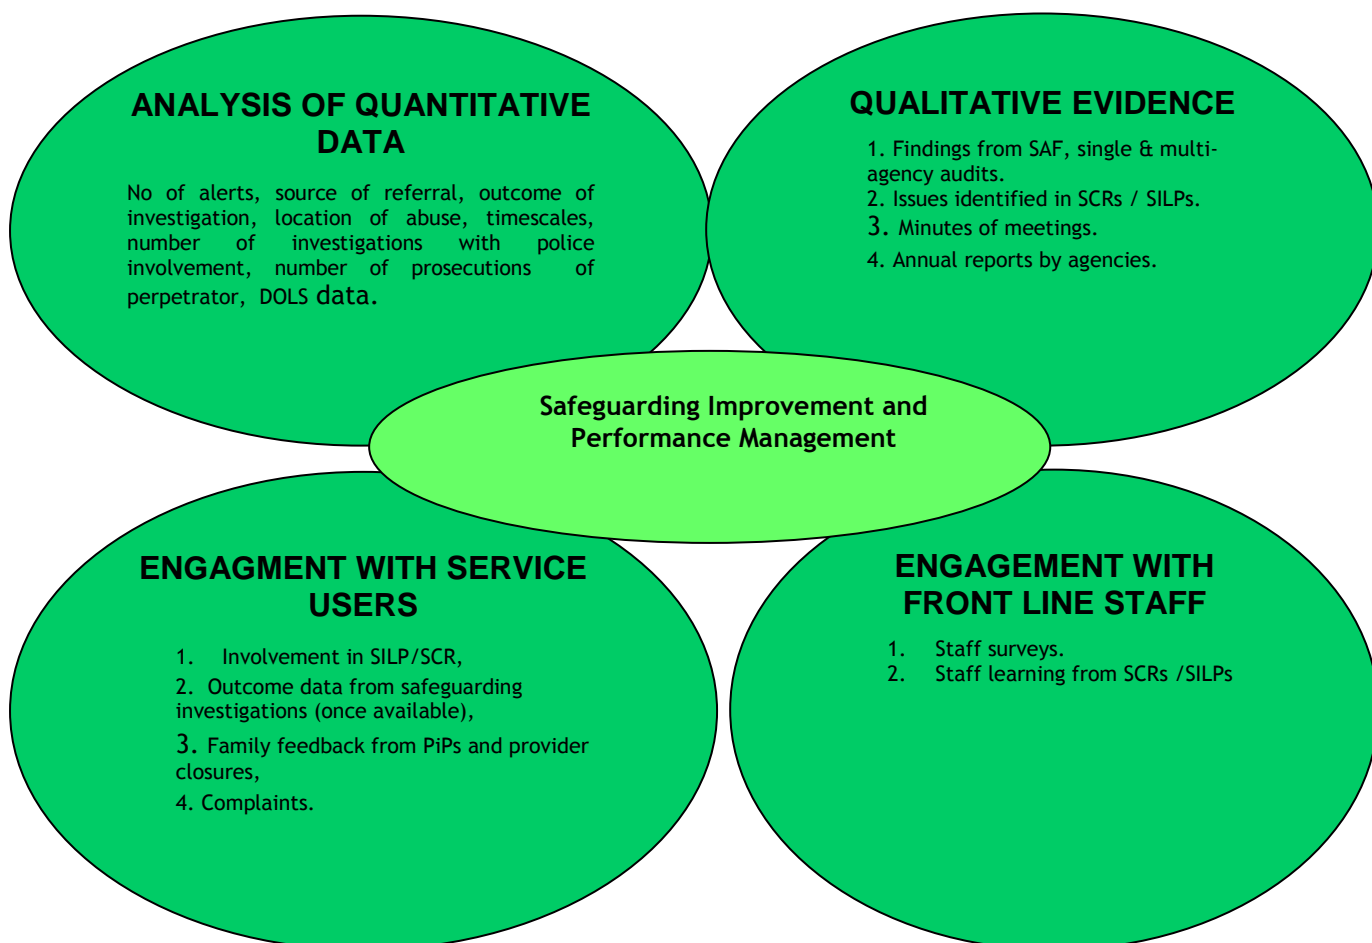 ANALYSIS OF QUANTITATIVE
DATA
No of alerts, source of referral, outcome of
investigation, location of abuse, timescales,
number of investigations with police
involvement, number of prosecutions of
perpetrator, DOLS data.
QUALITATIVE EVIDENCE
1. Findings from SAF, single & multi-
agency audits.
2. Issues identified in SCRs / SILPs.
3. Minutes of meetings.
4. Annual reports by agencies.
Safeguarding Improvement and
Performance Management
ENGAGMENT WITH SERVICE
USERS
1. Involvement in SILP/SCR,
2. Outcome data from safeguarding
investigations (once available),
3. Family feedback from PiPs and provider
closures,
4. Complaints.
ENGAGEMENT WITH
FRONT LINE STAFF
1. Staff surveys.
2. Staff learning from SCRs /SILPs